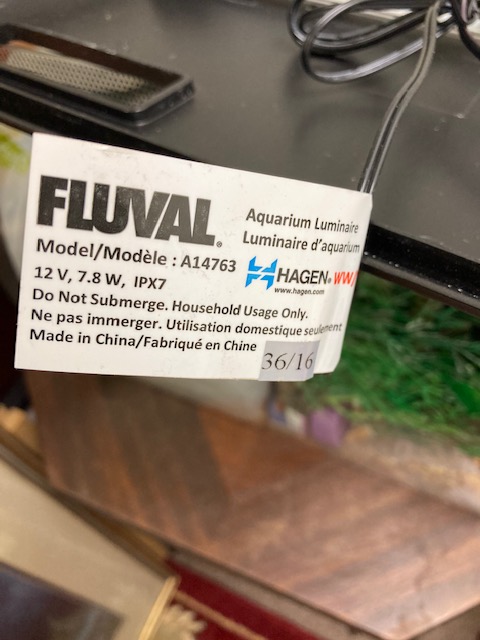 FLUVAL®
Aquarium Luminaire
Luminaire d'aquarium
Model/Modèle : A14763
HAGEN®
www.hagen.com
12 V, 7.8 W, IPX7
Do Not Submerge. Household Usage Only.
Ne pas immerger. Utilisation domestique seulement
Made in China/Fabriqué en Chine
36/16